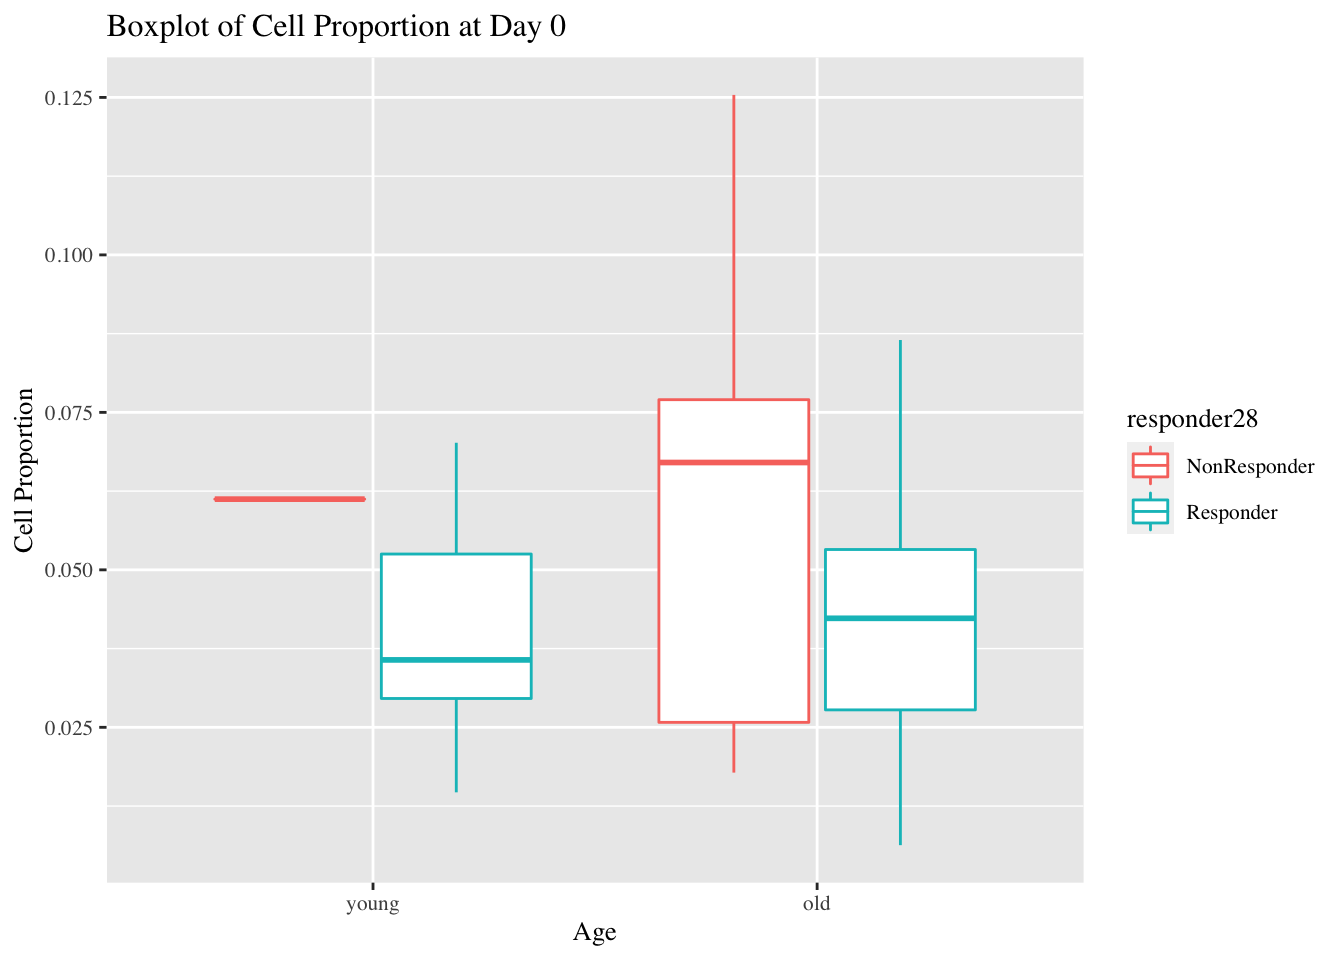 Boxplot of Cell Proportion at Day 0
0.125
0.100
0.075
0.050
0.025
Cell Proportion
young
old
Age
responder28
NonResponder
Responder